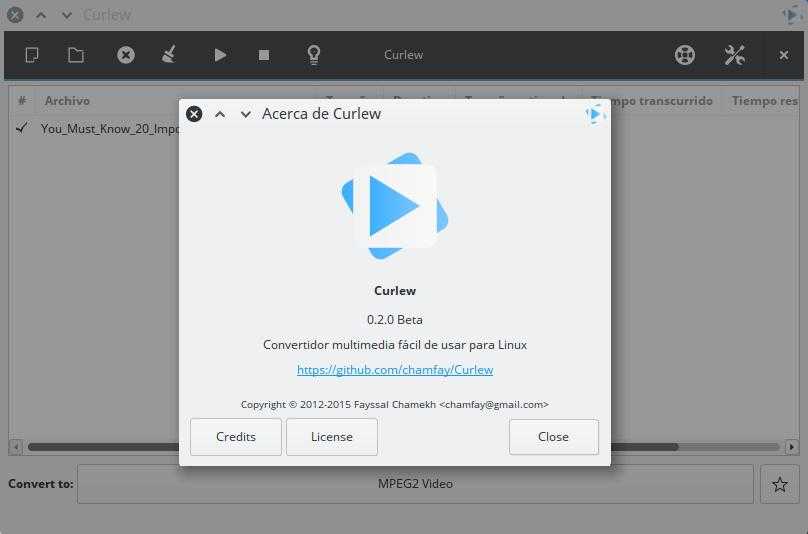 Curlew
Curlew
# Archivo
Tiempo transcurrido Tiempo res
You_Must_Know_20_Impo
Acerca de Curlew
Curlew
0.2.0 Beta
Convertidor multimedia fácil de usar para Linux
https://github.com/chamfay/Curlew
Copyright © 2012-2015 Fayssal Chamekh <chamfay@gmail.com>
Credits License Close
Convert to: MPEG2 Video